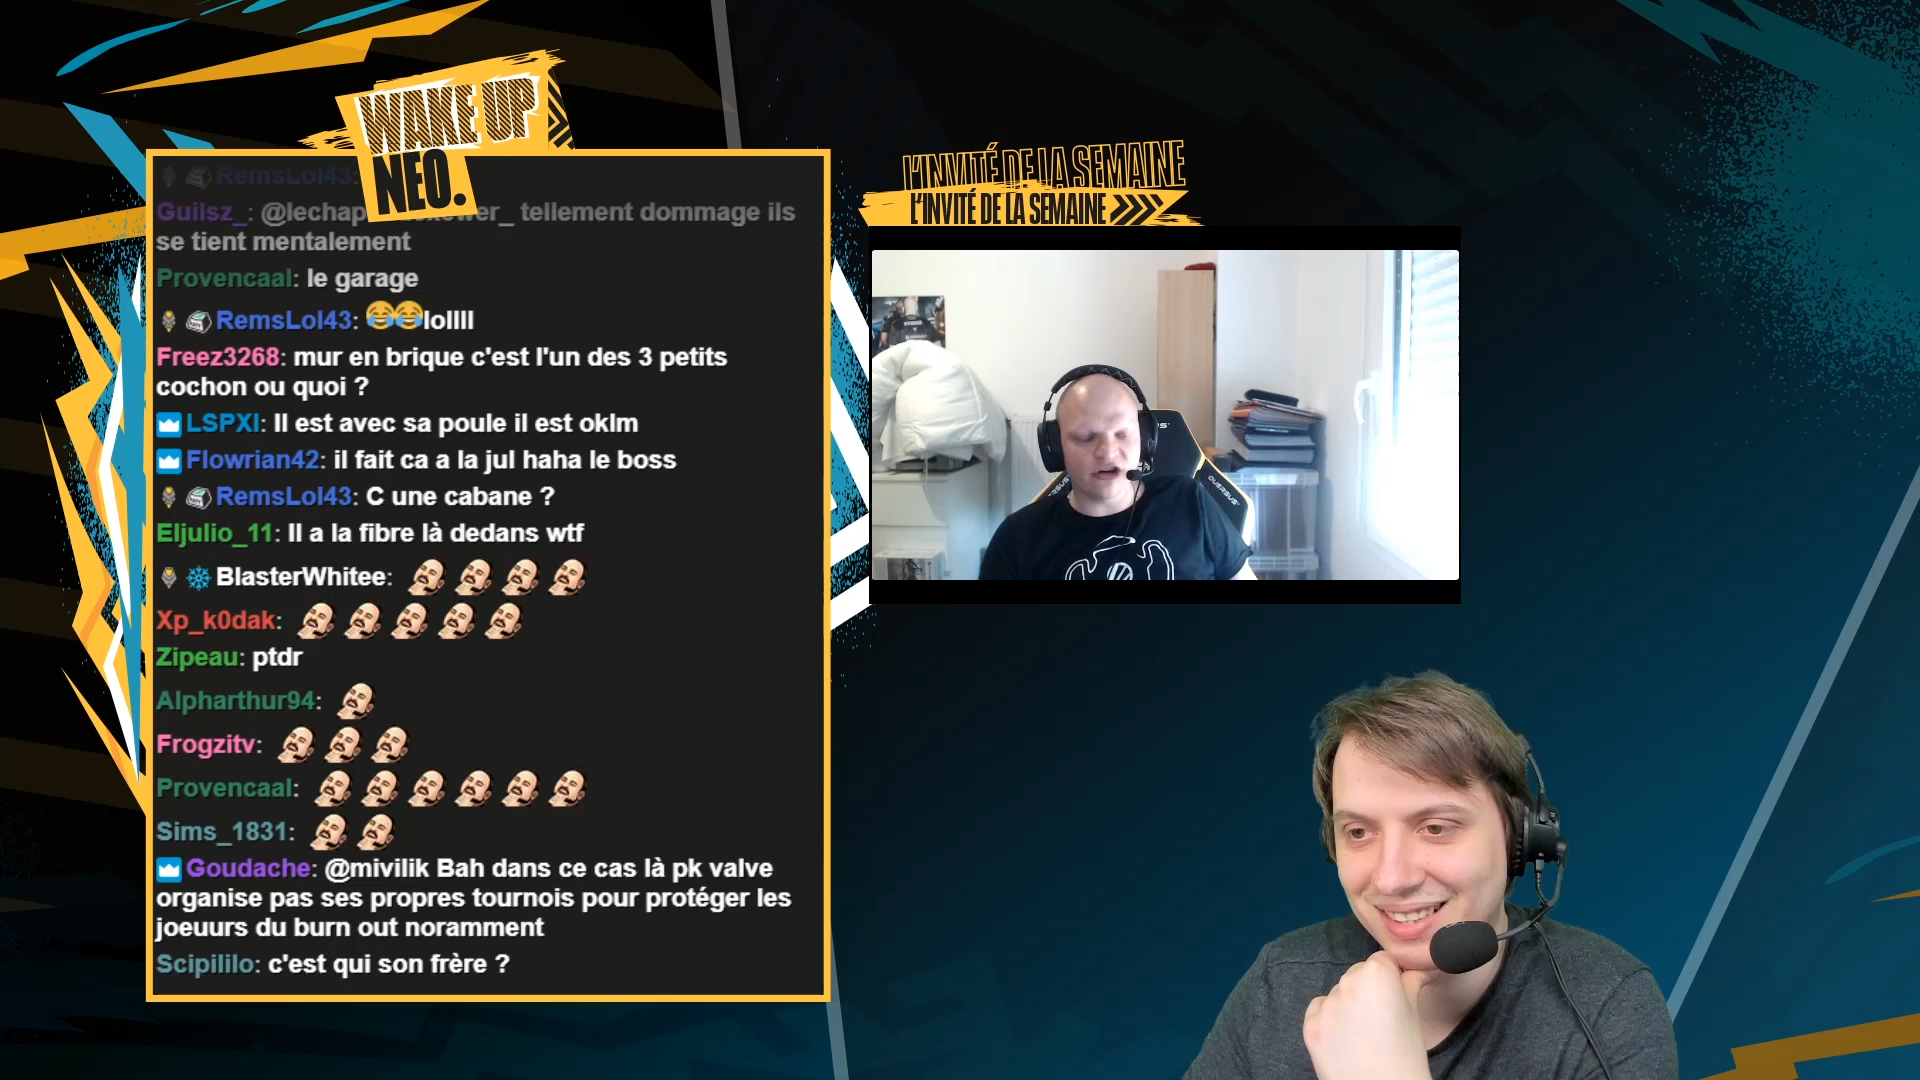 WAKE UP
NEO.
RemsLol43:
Guilsz_: @lechap er_ tellement dommage ils
se tient mentalement
Provencaal: le garage
RemsLol43: 😂😂lollll
Freez3268: mur en brique c'est l'un des 3 petits
cochon ou quoi ?
LSPXI: Il est avec sa poule il est oklm
Flowrian42: il fait ca a la jul haha le boss
RemsLol43: C une cabane ?
Eljulio_11: Il a la fibre là dedans wtf
BlasterWhitee:
Xp_k0dak:
Zipeau: ptdr
Alpharthur94:
Frogzitv:
Provencaal:
Sims_1831:
Goudache: @mivilik Bah dans ce cas là pk valve
organise pas ses propres tournois pour protéger les
joeuurs du burn out noramment
Scipililo: c'est qui son frère ?
L'INVITÉ DE LA SEMAINE
L'INVITÉ DE LA SEMAINE